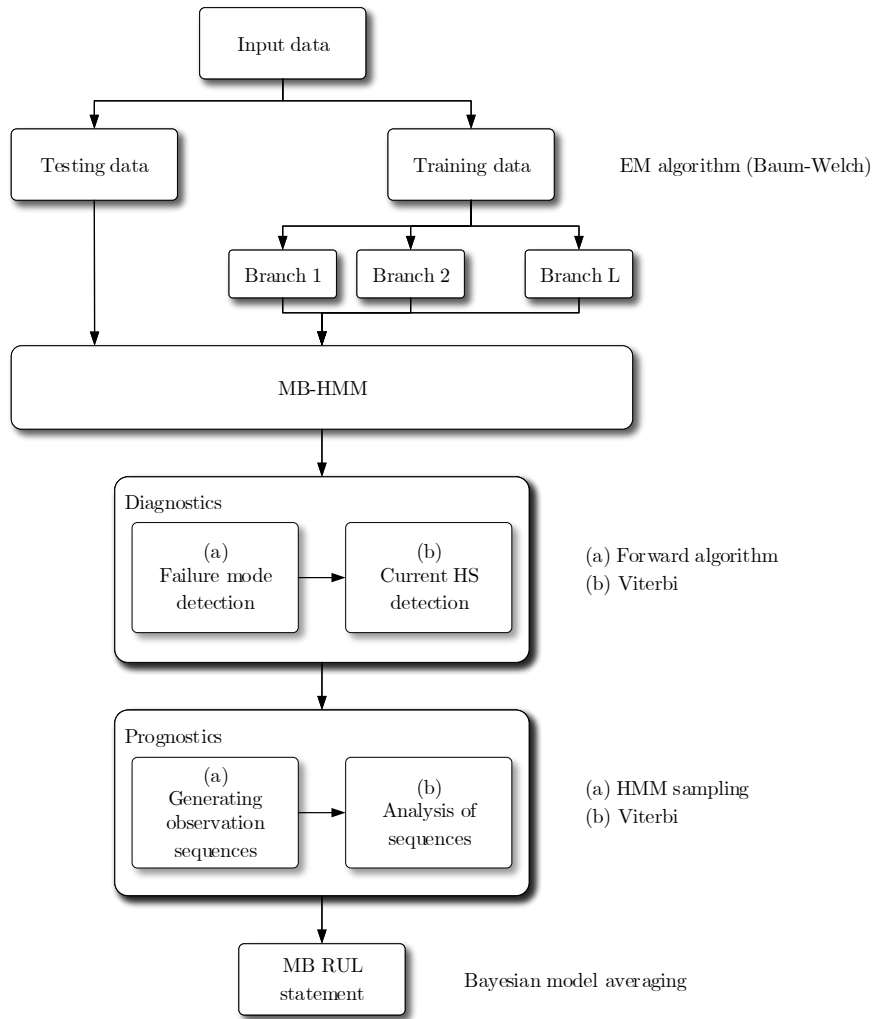 Input data
Testing data
Training data
EM algorithm (Baum-Welch)
Branch 1
Branch 2
Branch L
MB-HMM
Diagnostics
(a)
Failure mode
detection
(b)
Current HS
detection
(a) Forward algorithm
(b) Viterbi
Prognostics
(a)
Generating
observation
sequences
(b)
Analysis of
sequences
(a) HMM sampling
(b) Viterbi
MB RUL
statement
Bayesian model averaging